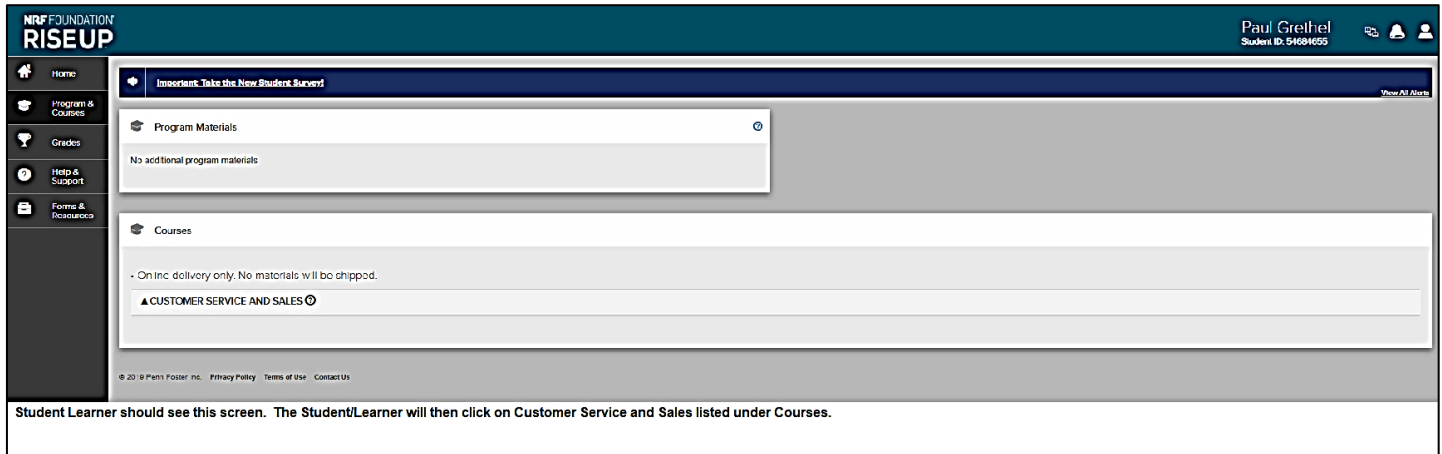 NRF FOUNDATION
RISEUP
Paul Grethel
Student ID: 54684655
Home
Important: Take the New Student Survey!
View All Alerts
Program &
Courses
Program Materials
Grades
No additional program materials
Help &
Support
Forms &
Resources
Courses
• Online delivery only. No materials will be shipped.
▲CUSTOMER SERVICE AND SALES
© 2019 Penn Foster Inc. Privacy Policy Terms of Use Contact Us
Student Learner should see this screen. The Student/Learner will then click on Customer Service and Sales listed under Courses.